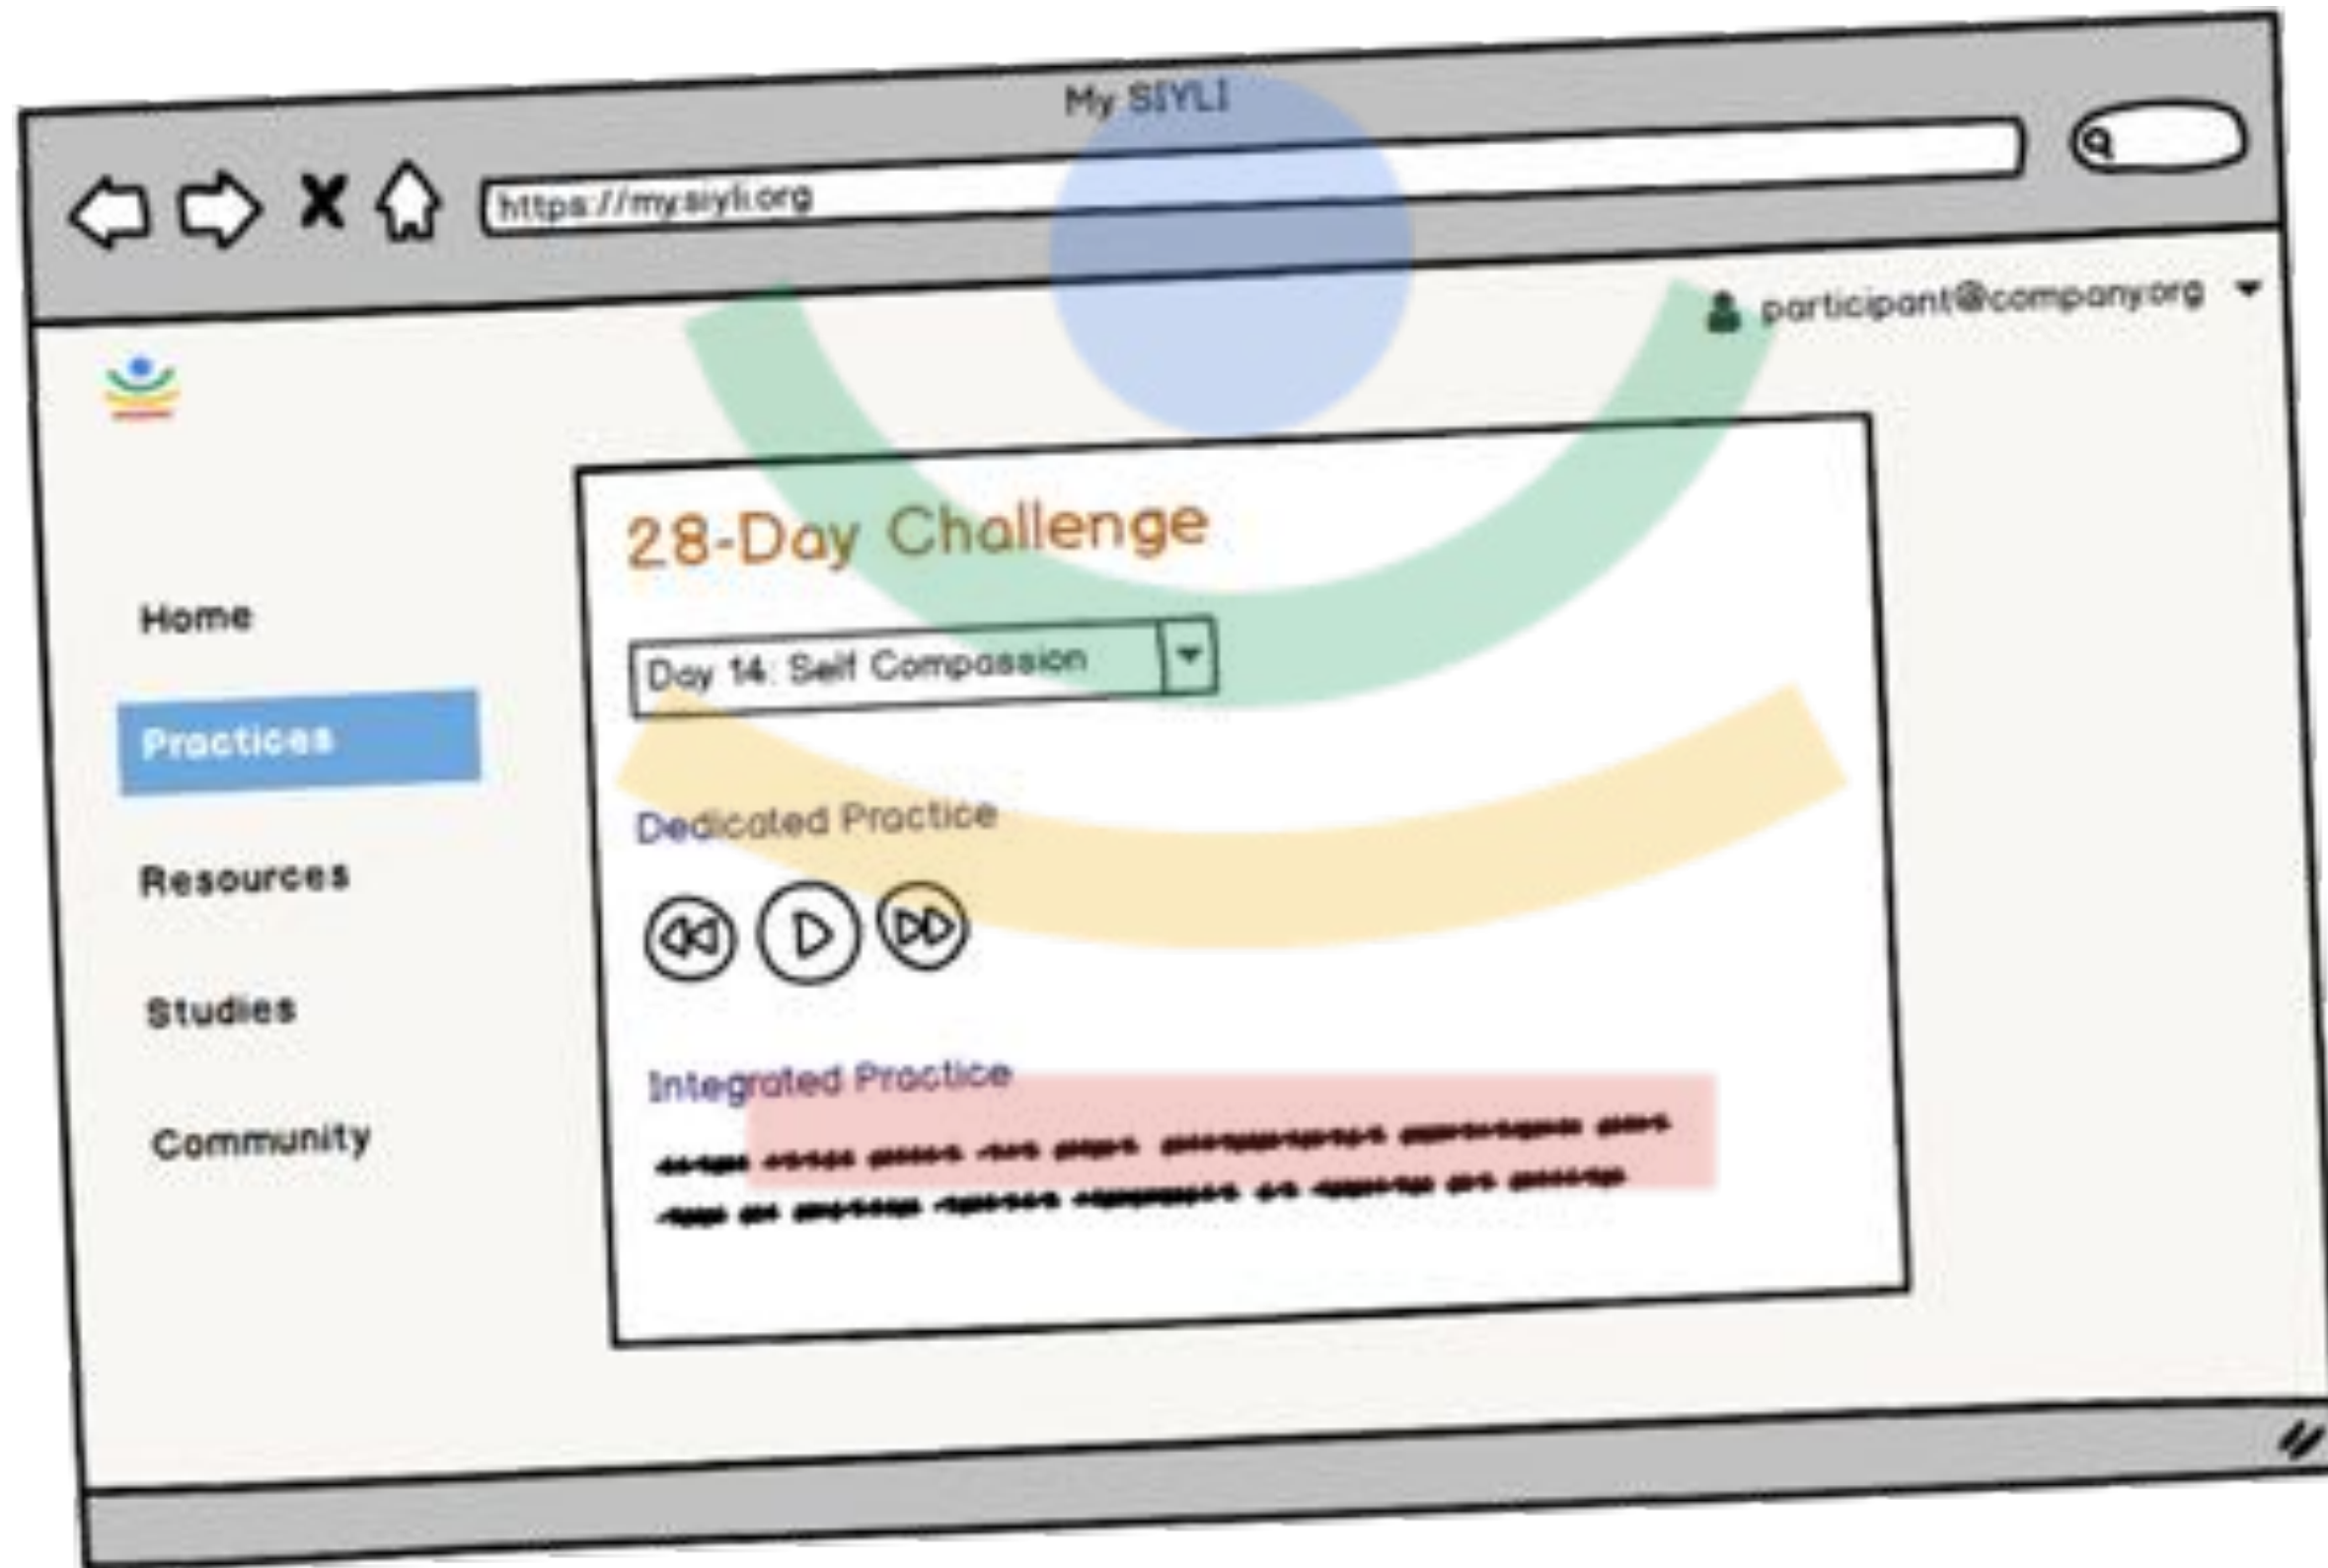 My SIYLI
https://my.siyli.org
participant@company.org
28-Day Challenge
Home
Day 14: Self Compassion
Practices
Dedicated Practice
Resources
Studies
Integrated Practice
Community